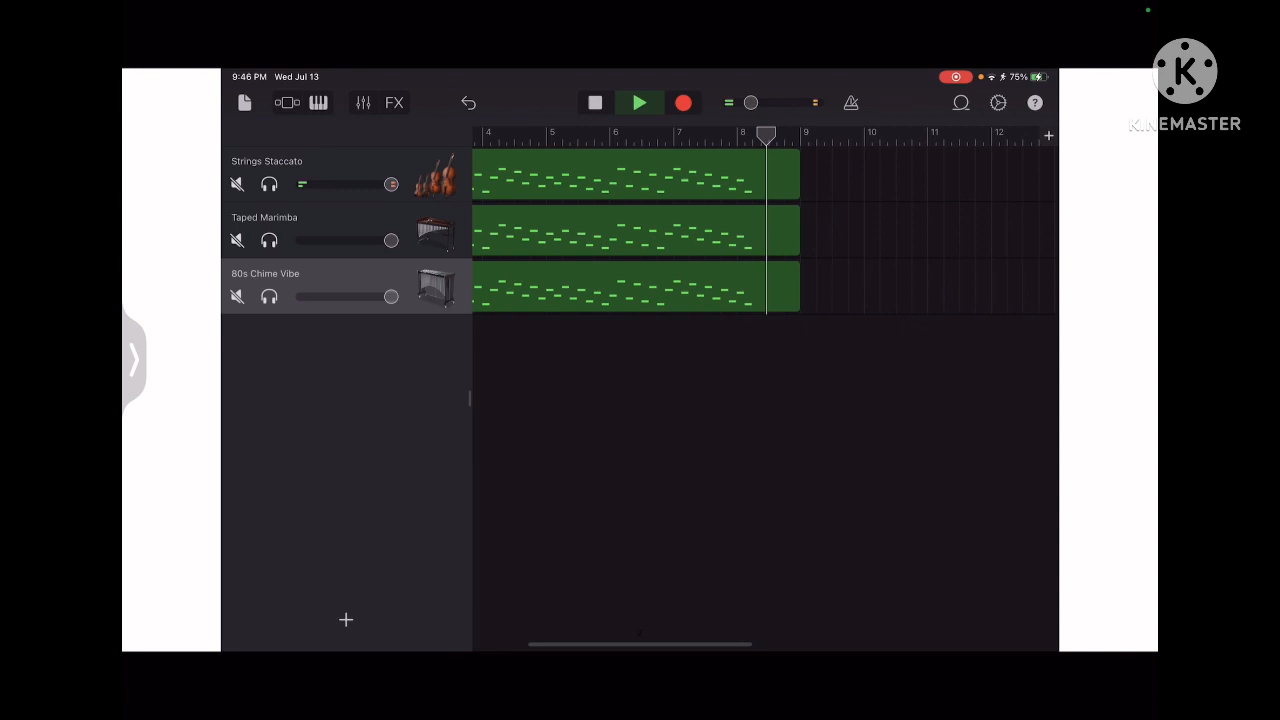 9:46 PM Wed Jul 13
75%
K
KINEMASTER
FX
?
4 5 6 7 8 9 10 11 12
Strings Staccato
Taped Marimba
80s Chime Vibe